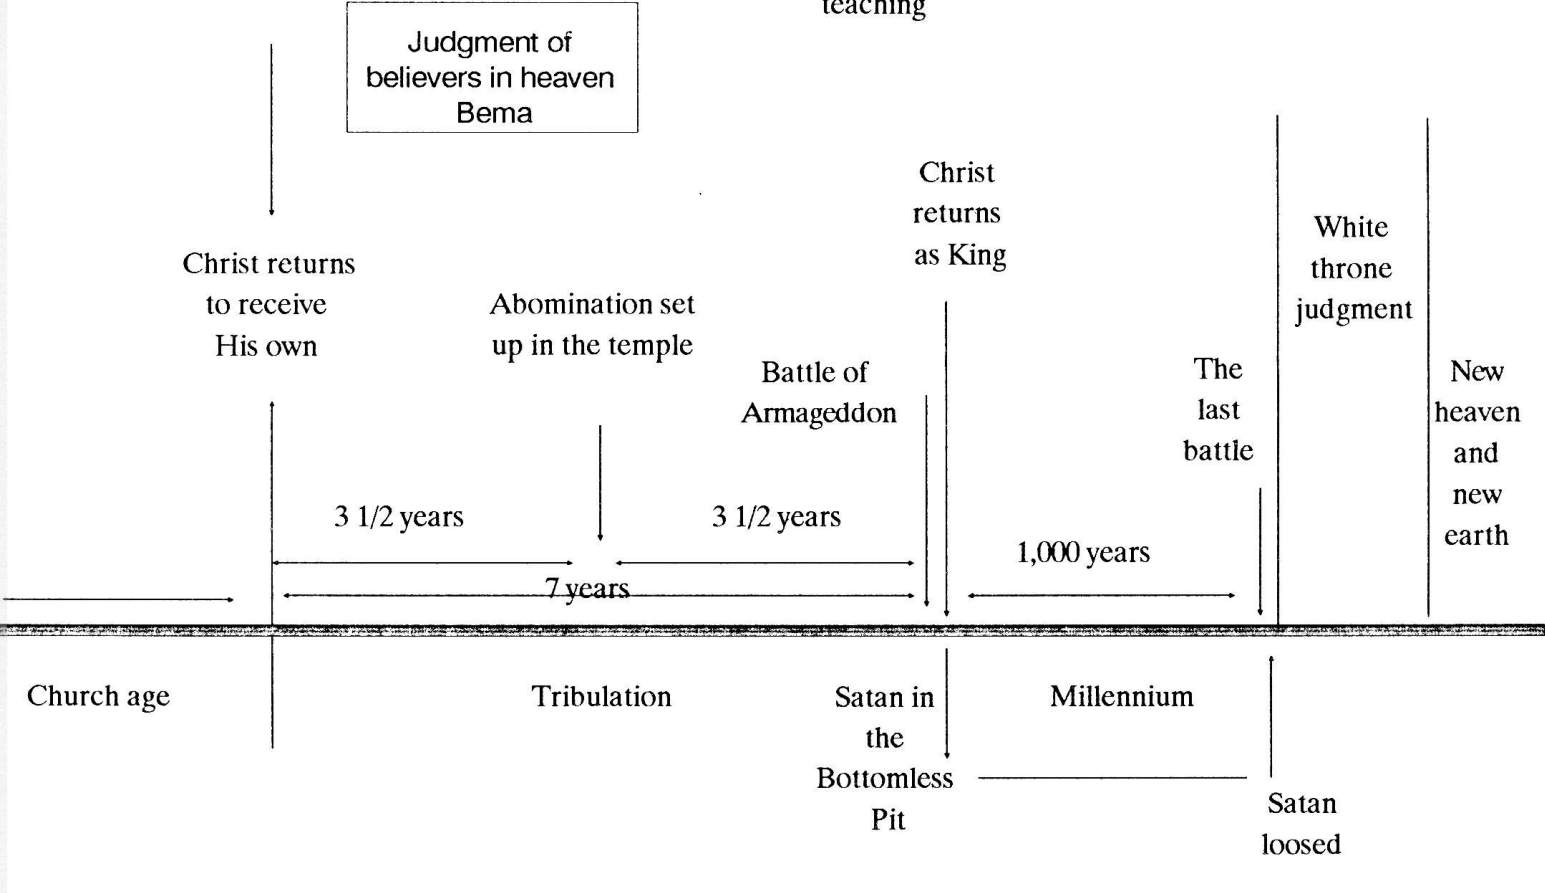 teaching
Judgment of
believers in heaven
Bema
Christ returns
to receive
His own
Abomination set
up in the temple
Battle of
Armageddon
Christ
returns
as King
The
last
battle
White
throne
judgment
New
heaven
and
new
earth
3 1/2 years
3 1/2 years
7 years
1,000 years
Church age
Tribulation
Satan in
the
Bottomless
Pit
Millennium
Satan
loosed